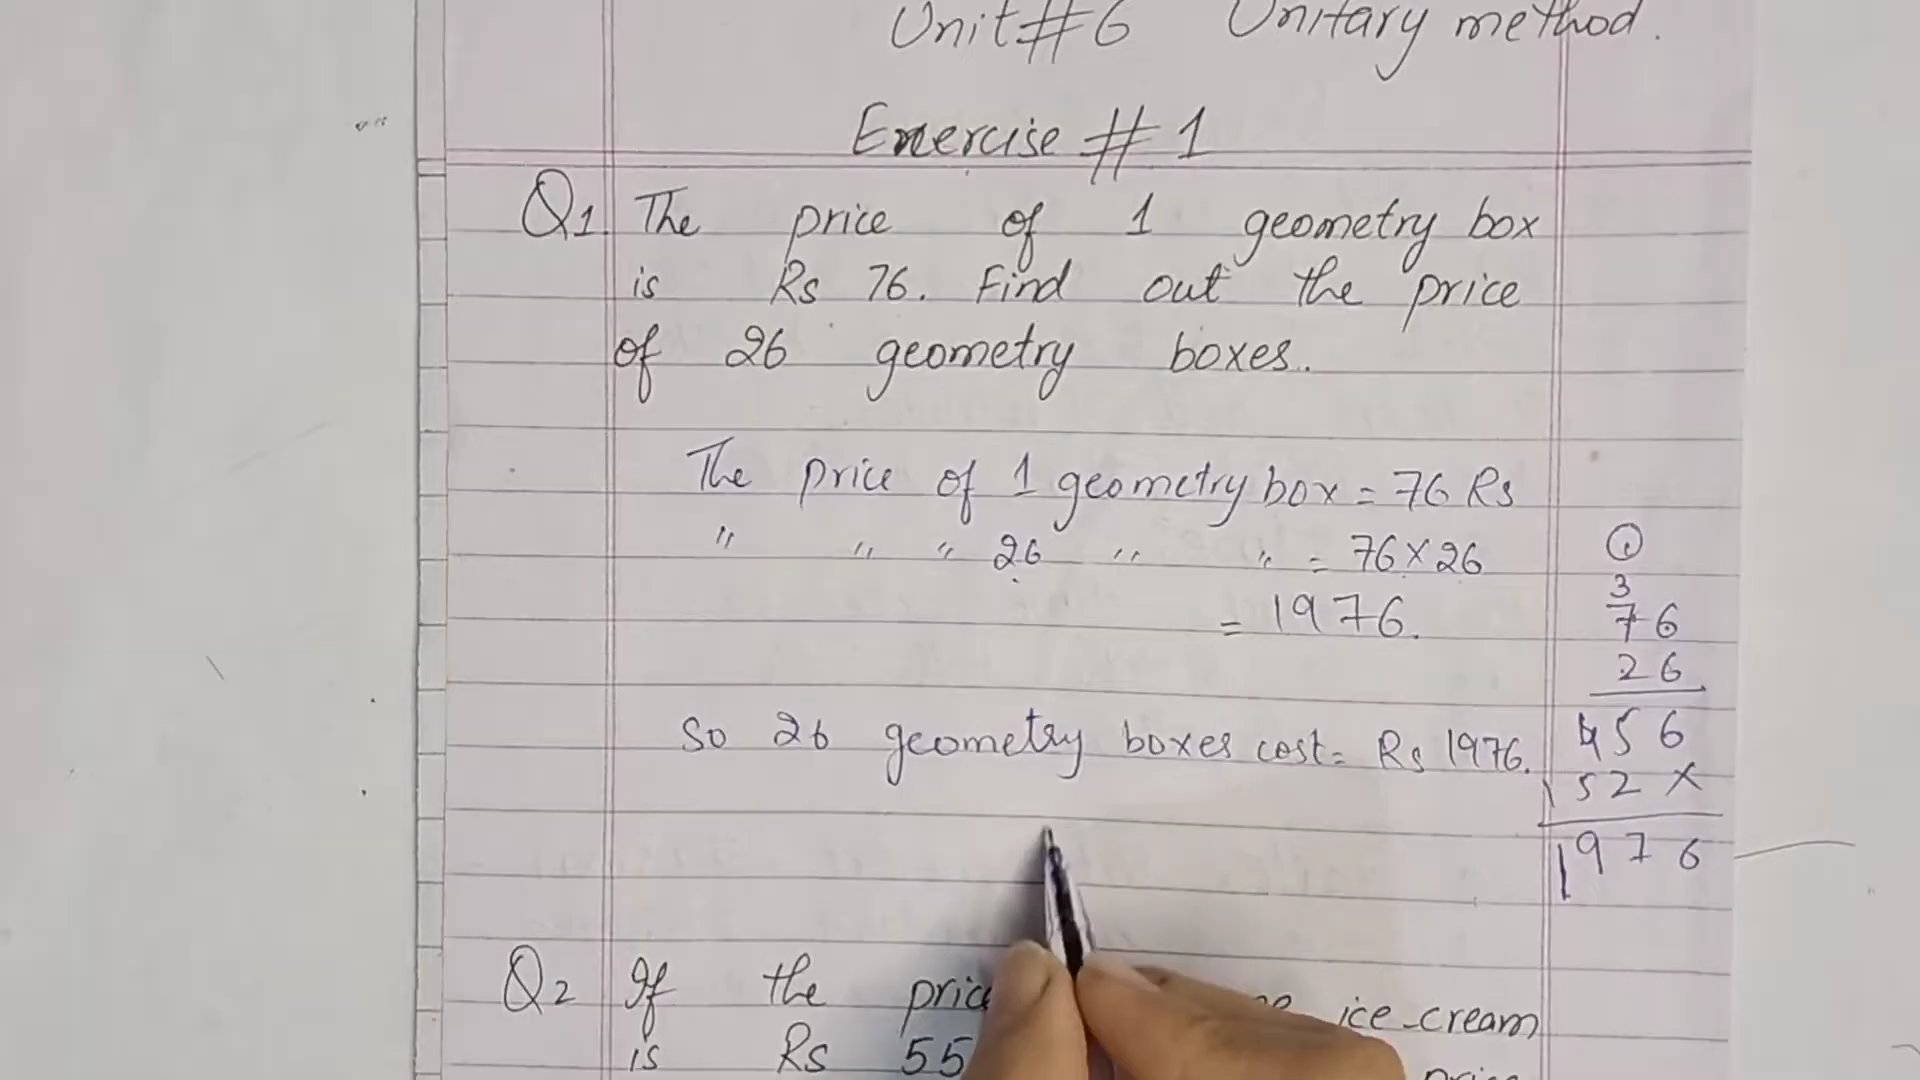 Unit#6 Unitary method.
Exercise # 1
Q1. The price of 1 geometry box
is Rs 76. Find out the price
of 26 geometry boxes..
The price of 1 geometry box = 76 Rs
" " " 26 " " = 76×26
= 1976.
So 26 geometry boxes cost= Rs 1976.
1
3
76
26
456
152×
1976
Q2 If the ice-cream
is Rs 55